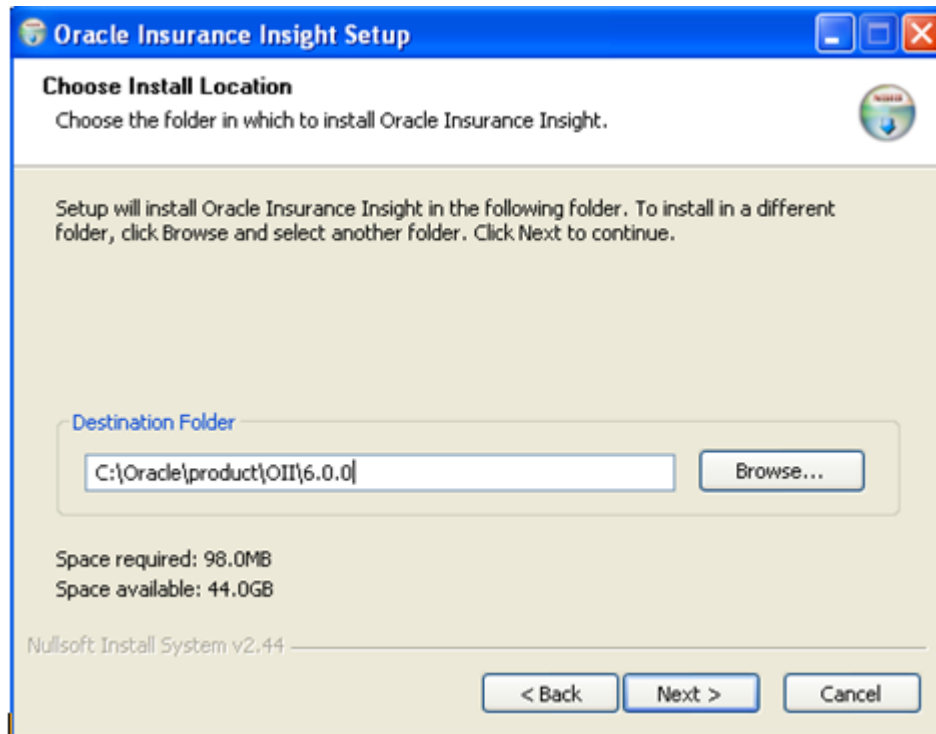 Oracle Insurance Insight Setup
Choose Install Location
Choose the folder in which to install Oracle Insurance Insight.
Setup will install Oracle Insurance Insight in the following folder. To install in a different
folder, click Browse and select another folder. Click Next to continue.
Destination Folder
C:\Oracle\product\OII\6.0.0
Browse...
Space required: 98.0MB
Space available: 44.0GB
Nullsoft Install System v2.44
< Back
Next >
Cancel